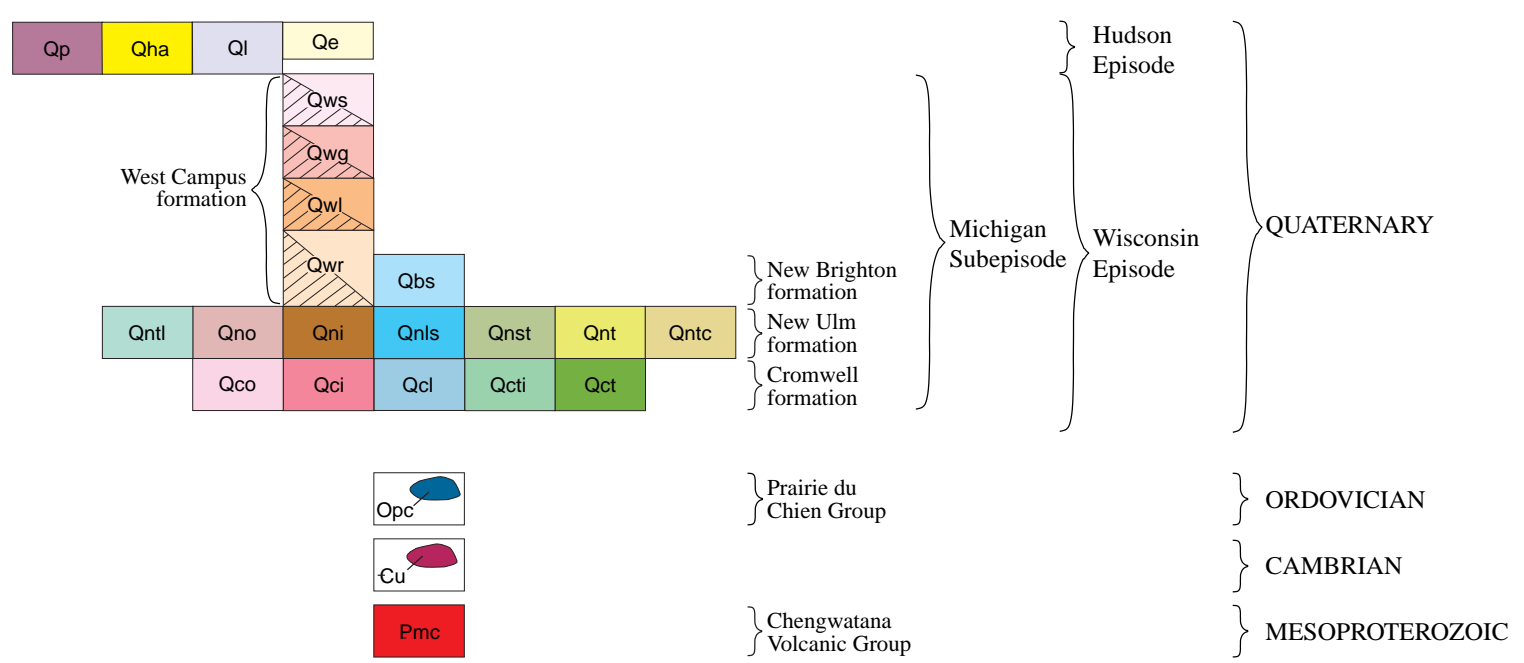 Qp Qha Ql Qe
Hudson
Episode
Qws
Qwg
West Campus
formation
Qwl
Qwr
Qbs
New Brighton
formation
Michigan
Subepisode
Wisconsin
Episode
QUATERNARY
Qntl Qno Qni Qnls Qnst Qnt Qntc
New Ulm
formation
Qco Qci Qcl Qcti Qct
Cromwell
formation
Opc
Prairie du
Chien Group
ORDOVICIAN
Ꞓu
CAMBRIAN
Pmc
Chengwatana
Volcanic Group
MESOPROTEROZOIC